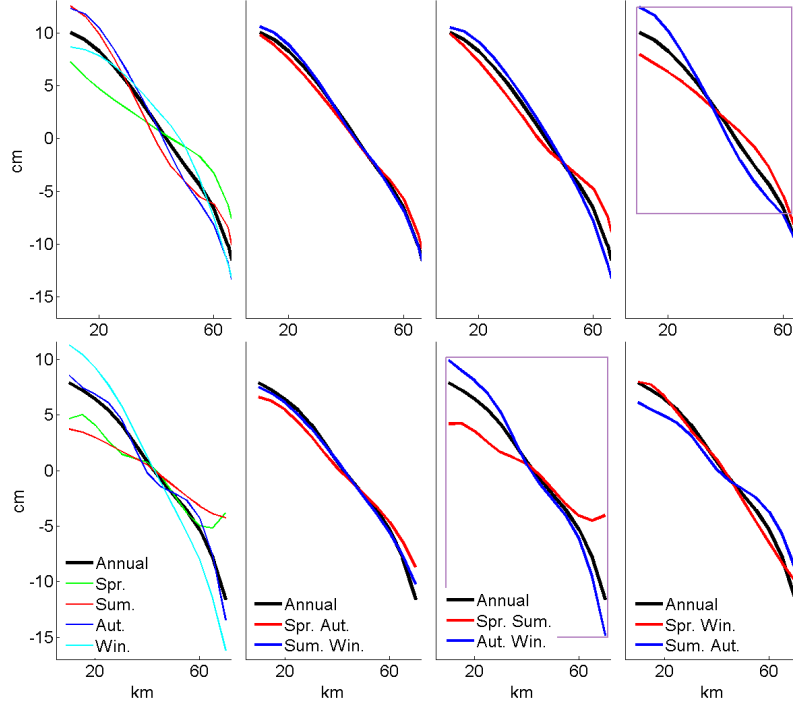 10
5
0
-5
-10
-15
cm
20 60
20 60
20 60
20 60
10
5
0
-5
-10
-15
cm
Annual
Spr.
Sum.
Aut.
Win.
Annual
Spr. Aut.
Sum. Win.
Annual
Spr. Sum.
Aut. Win.
Annual
Spr. Win.
Sum. Aut.
20 60
20 60
20 60
20 60
km
km
km
km